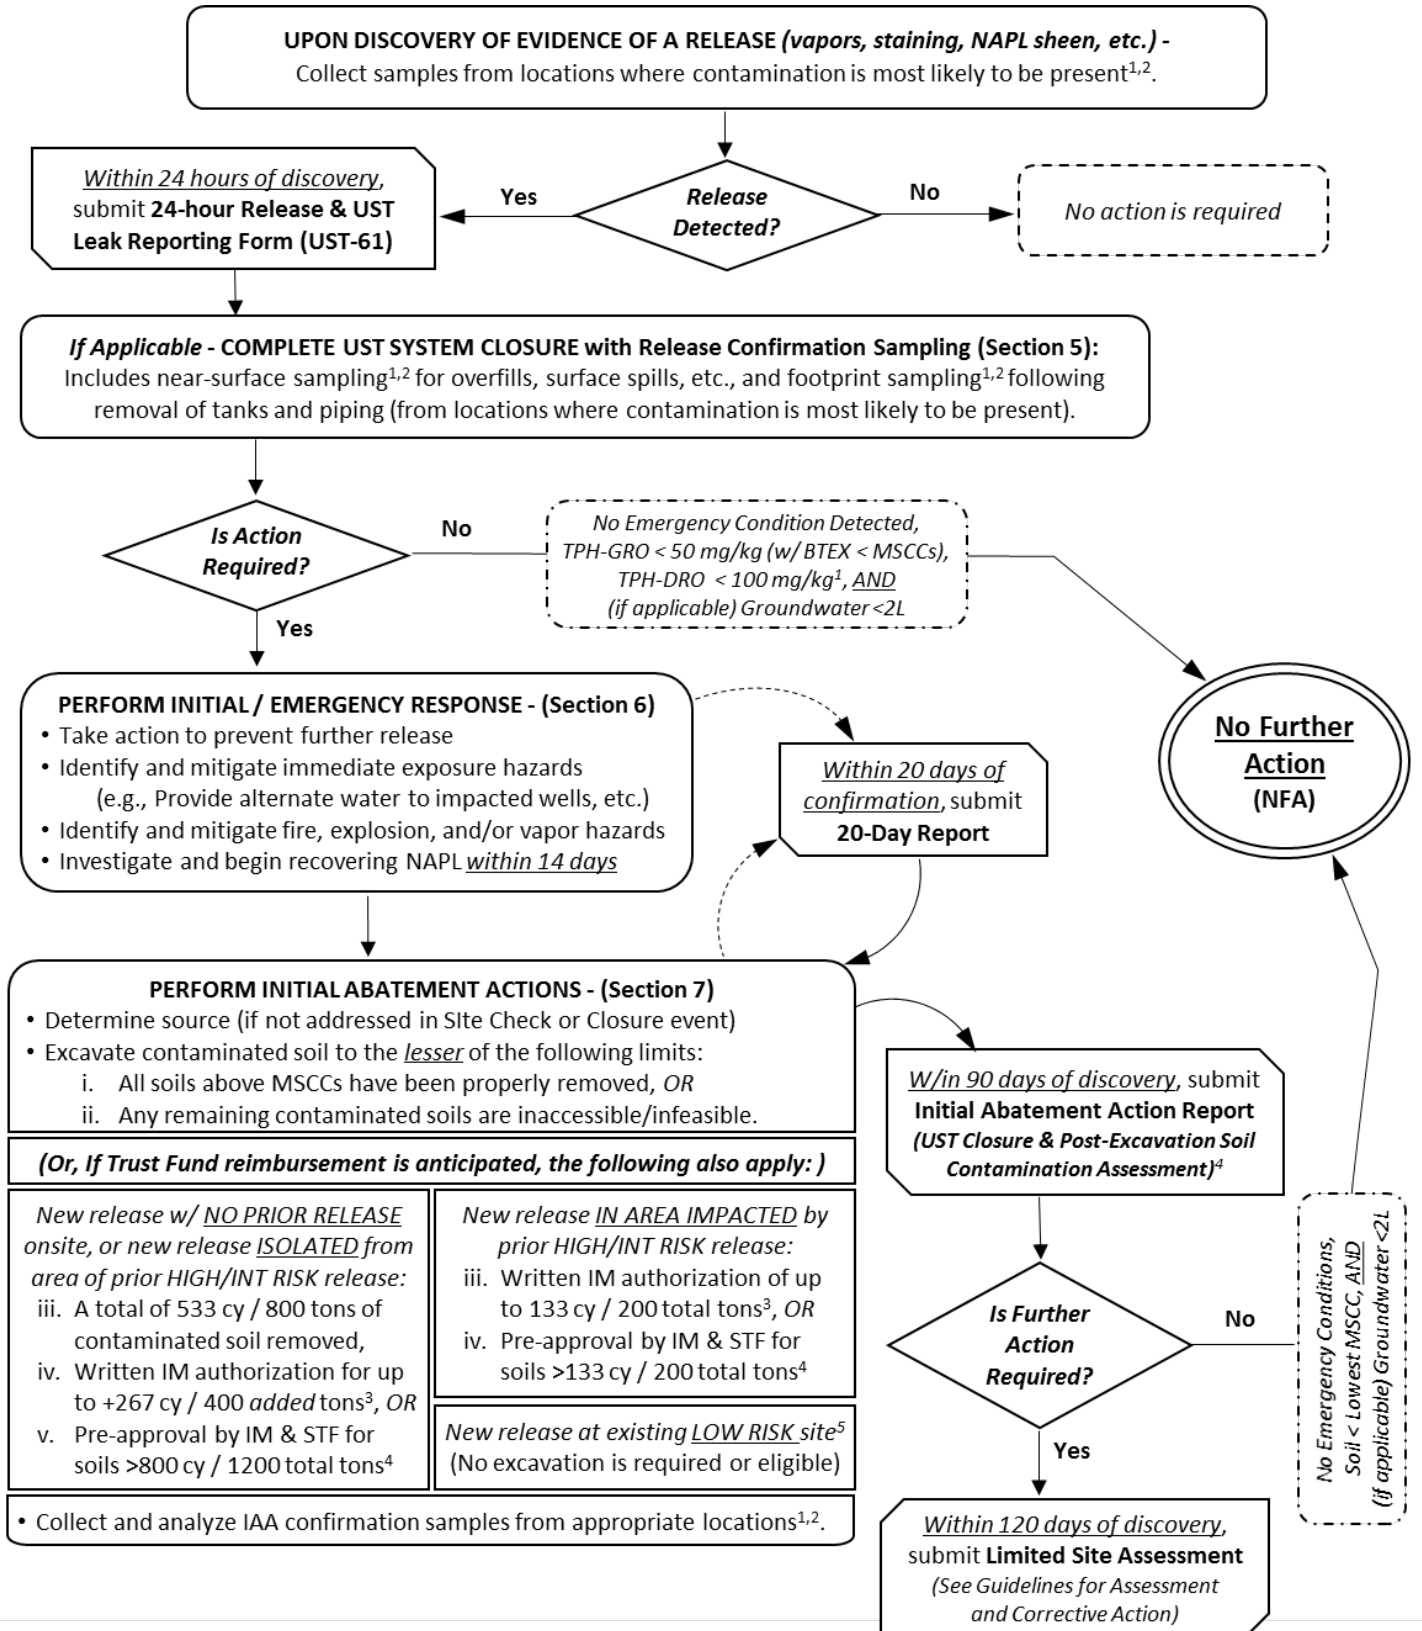 UPON DISCOVERY OF EVIDENCE OF A RELEASE (vapors, staining, NAPL sheen, etc.) -
Collect samples from locations where contamination is most likely to be present1,2.
Release
Detected?
Yes
No
No action is required
Within 24 hours of discovery,
submit 24-hour Release & UST
Leak Reporting Form (UST-61)
If Applicable - COMPLETE UST SYSTEM CLOSURE with Release Confirmation Sampling (Section 5):
Includes near-surface sampling1,2 for overfills, surface spills, etc., and footprint sampling1,2 following
removal of tanks and piping (from locations where contamination is most likely to be present).
Is Action
Required?
No
No Emergency Condition Detected,
TPH-GRO < 50 mg/kg (w/ BTEX < MSCCs),
TPH-DRO < 100 mg/kg1, AND
(if applicable) Groundwater <2L
Yes
No Further
Action
(NFA)
PERFORM INITIAL / EMERGENCY RESPONSE - (Section 6)
• Take action to prevent further release
• Identify and mitigate immediate exposure hazards
(e.g., Provide alternate water to impacted wells, etc.)
• Identify and mitigate fire, explosion, and/or vapor hazards
• Investigate and begin recovering NAPL within 14 days
Within 20 days of
confirmation, submit
20-Day Report
PERFORM INITIAL ABATEMENT ACTIONS - (Section 7)
• Determine source (if not addressed in SIte Check or Closure event)
• Excavate contaminated soil to the lesser of the following limits:
i. All soils above MSCCs have been properly removed, OR
ii. Any remaining contaminated soils are inaccessible/infeasible.
(Or, If Trust Fund reimbursement is anticipated, the following also apply: )
New release w/ NO PRIOR RELEASE
onsite, or new release ISOLATED from
area of prior HIGH/INT RISK release:
iii. A total of 533 cy / 800 tons of
contaminated soil removed,
iv. Written IM authorization for up
to +267 cy / 400 added tons3, OR
v. Pre-approval by IM & STF for
soils >800 cy / 1200 total tons4
New release IN AREA IMPACTED by
prior HIGH/INT RISK release:
iii. Written IM authorization of up
to 133 cy / 200 total tons3, OR
iv. Pre-approval by IM & STF for
soils >133 cy / 200 total tons4
New release at existing LOW RISK site5
(No excavation is required or eligible)
• Collect and analyze IAA confirmation samples from appropriate locations1,2.
W/in 90 days of discovery, submit
Initial Abatement Action Report
(UST Closure & Post-Excavation Soil
Contamination Assessment)4
Is Further
Action
Required?
No
No Emergency Conditions,
Soil < Lowest MSCC, AND
(if applicable) Groundwater <2L
Yes
Within 120 days of discovery,
submit Limited Site Assessment
(See Guidelines for Assessment
and Corrective Action)